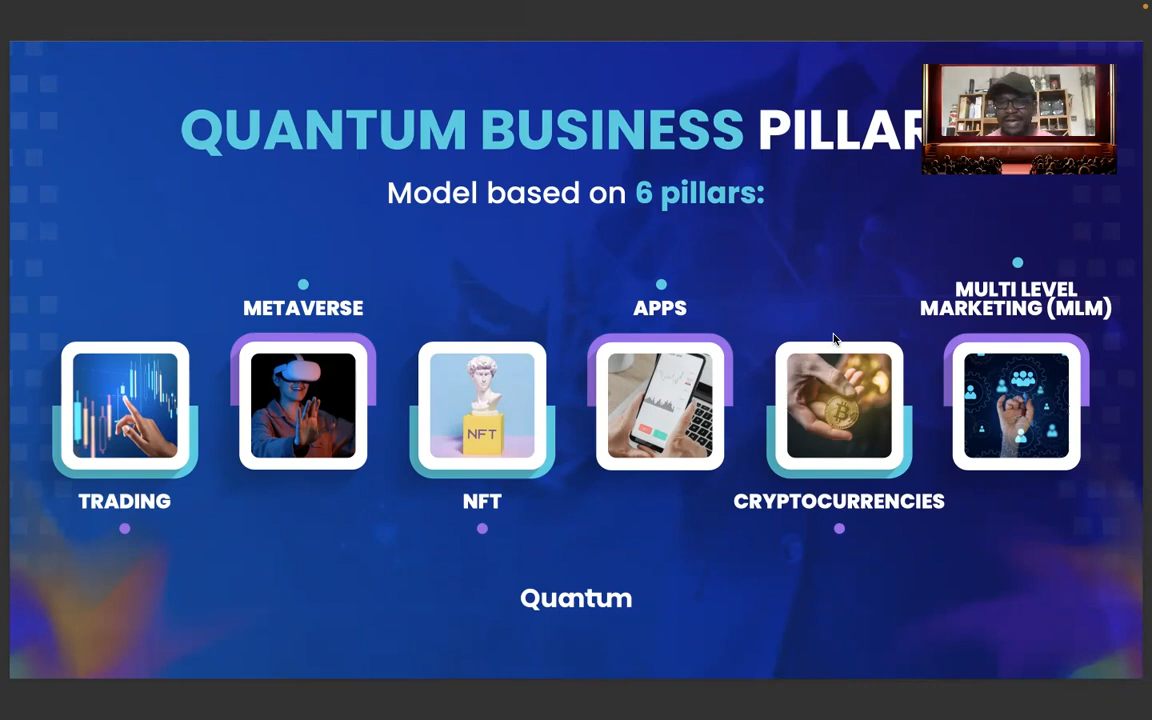 QUANTUM BUSINESS PILLAR
Model based on 6 pillars:
METAVERSE
APPS
MULTI LEVEL
MARKETING (MLM)
NFT
TRADING
NFT
CRYPTOCURRENCIES
Quantum